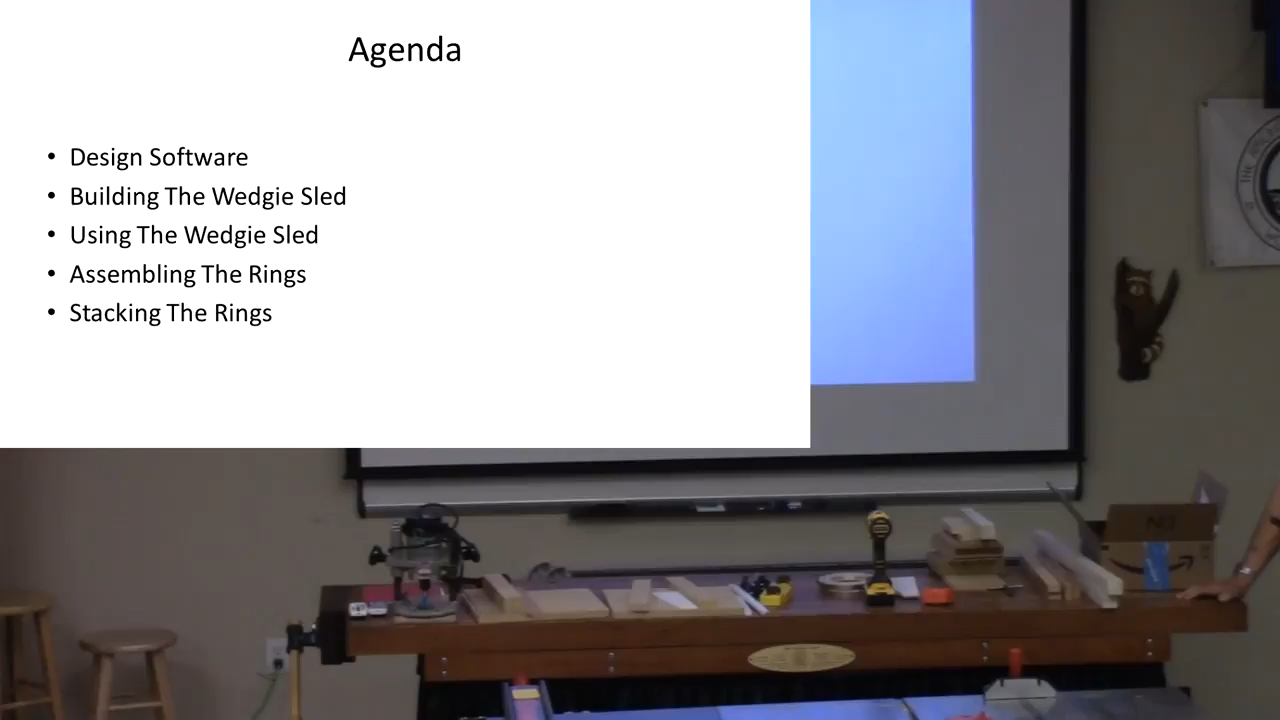 Agenda
• Design Software
• Building The Wedgie Sled
• Using The Wedgie Sled
• Assembling The Rings
• Stacking The Rings